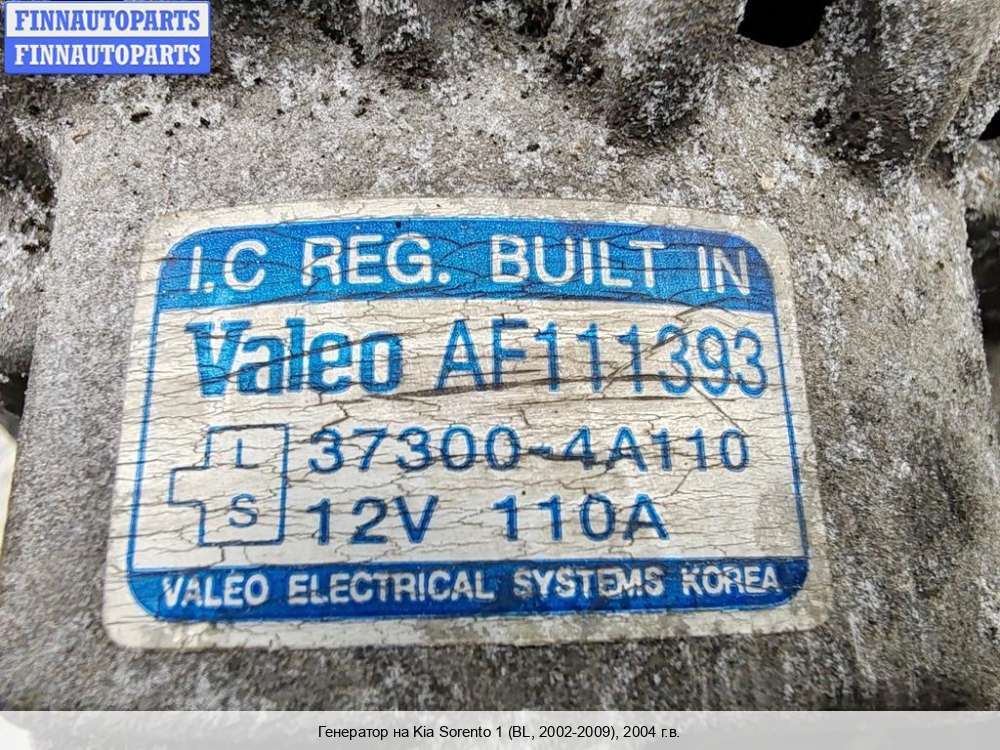 FINNAUTOPARTS
FINNAUTOPARTS
I.C REG. BUILT IN
Valeo AF111393
L 37300-4A110
S 12V 110A
VALEO ELECTRICAL SYSTEMS KOREA
Генератор на Kia Sorento 1 (BL, 2002-2009), 2004 г.в.